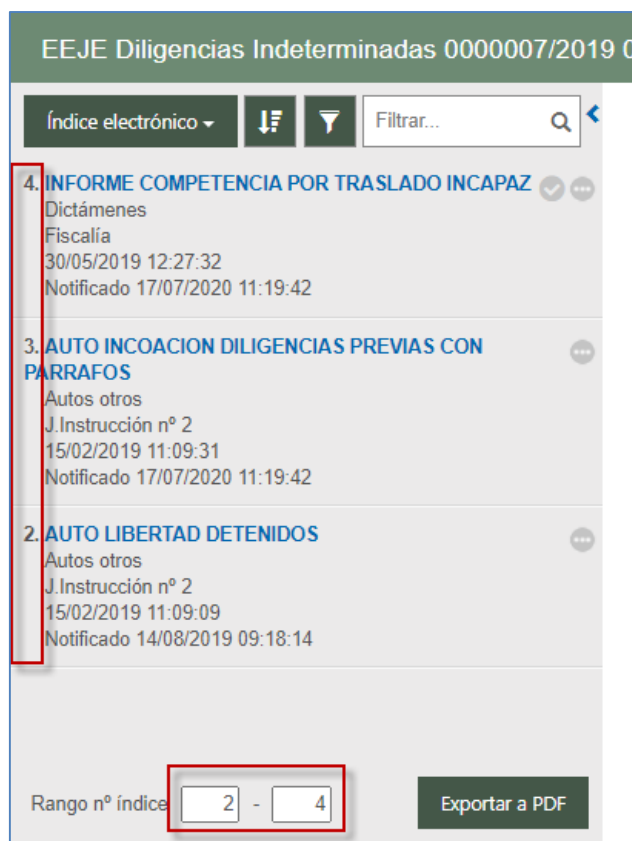 EEJE Diligencias Indeterminadas 0000007/2019
Índice electrónico
Filtrar...
4. INFORME COMPETENCIA POR TRASLADO INCAPAZ
Dictámenes
Fiscalía
30/05/2019 12:27:32
Notificado 17/07/2020 11:19:42
3. AUTO INCOACION DILIGENCIAS PREVIAS CON
PARRAFOS
Autos otros
J.Instrucción nº 2
15/02/2019 11:09:31
Notificado 17/07/2020 11:19:42
2. AUTO LIBERTAD DETENIDOS
Autos otros
J.Instrucción nº 2
15/02/2019 11:09:09
Notificado 14/08/2019 09:18:14
Rango nº índice 2 - 4 Exportar a PDF